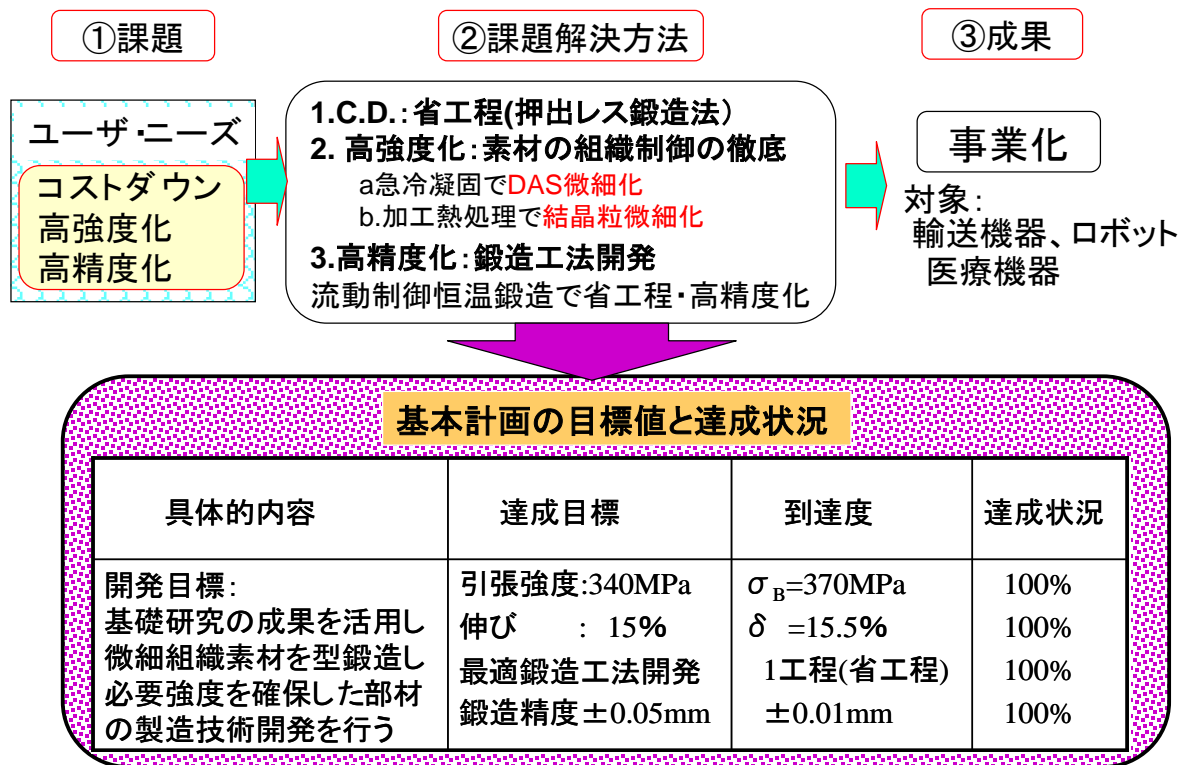 ①課題
②課題解決方法
③成果
ユーザ・ニーズ
コストダウン
高強度化
高精度化
1.C.D.:省工程(押出レス鍛造法)
2. 高強度化:素材の組織制御の徹底
a急冷凝固でDAS微細化
b.加工熱処理で結晶粒微細化
3.高精度化:鍛造工法開発
流動制御恒温鍛造で省工程・高精度化
事業化
対象:
輸送機器、ロボット
医療機器
基本計画の目標値と達成状況
具体的内容 達成目標 到達度 達成状況
開発目標:
基礎研究の成果を活用し
微細組織素材を型鍛造し
必要強度を確保した部材
の製造技術開発を行う
引張強度:340MPa σB=370MPa 100%
伸び : 15% δ =15.5% 100%
最適鍛造工法開発 1工程(省工程) 100%
鍛造精度±0.05mm ±0.01mm 100%